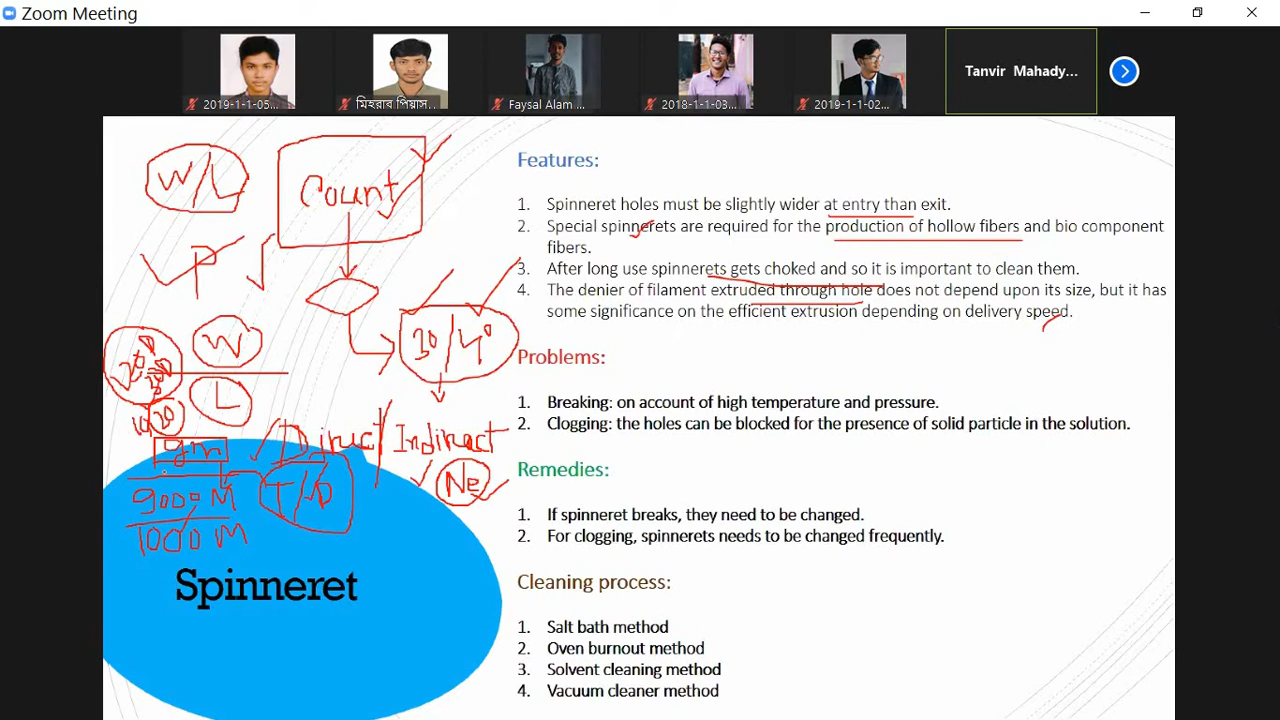 Zoom Meeting
2019-1-1-05...
মিহরাব পিয়াস...
Faysal Alam ...
2018-1-1-03...
2019-1-1-02...
Tanvir Mahady...
W/L
Count
P
W
L
30/40
gm
9000 M
1000 M
Direct/Indirect
T/D
Ne
Spinneret
Features:
1. Spinneret holes must be slightly wider at entry than exit.
2. Special spinnerets are required for the production of hollow fibers and bio component
fibers.
3. After long use spinnerets gets choked and so it is important to clean them.
4. The denier of filament extruded through hole does not depend upon its size, but it has
some significance on the efficient extrusion depending on delivery speed.
Problems:
1. Breaking: on account of high temperature and pressure.
2. Clogging: the holes can be blocked for the presence of solid particle in the solution.
Remedies:
1. If spinneret breaks, they need to be changed.
2. For clogging, spinnerets needs to be changed frequently.
Cleaning process:
1. Salt bath method
2. Oven burnout method
3. Solvent cleaning method
4. Vacuum cleaner method